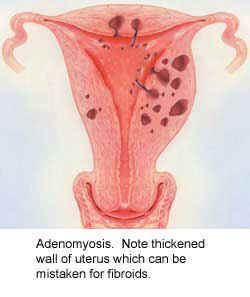 Adenomyosis.  Note thickened
wall of uterus which can be
mistaken for fibroids.